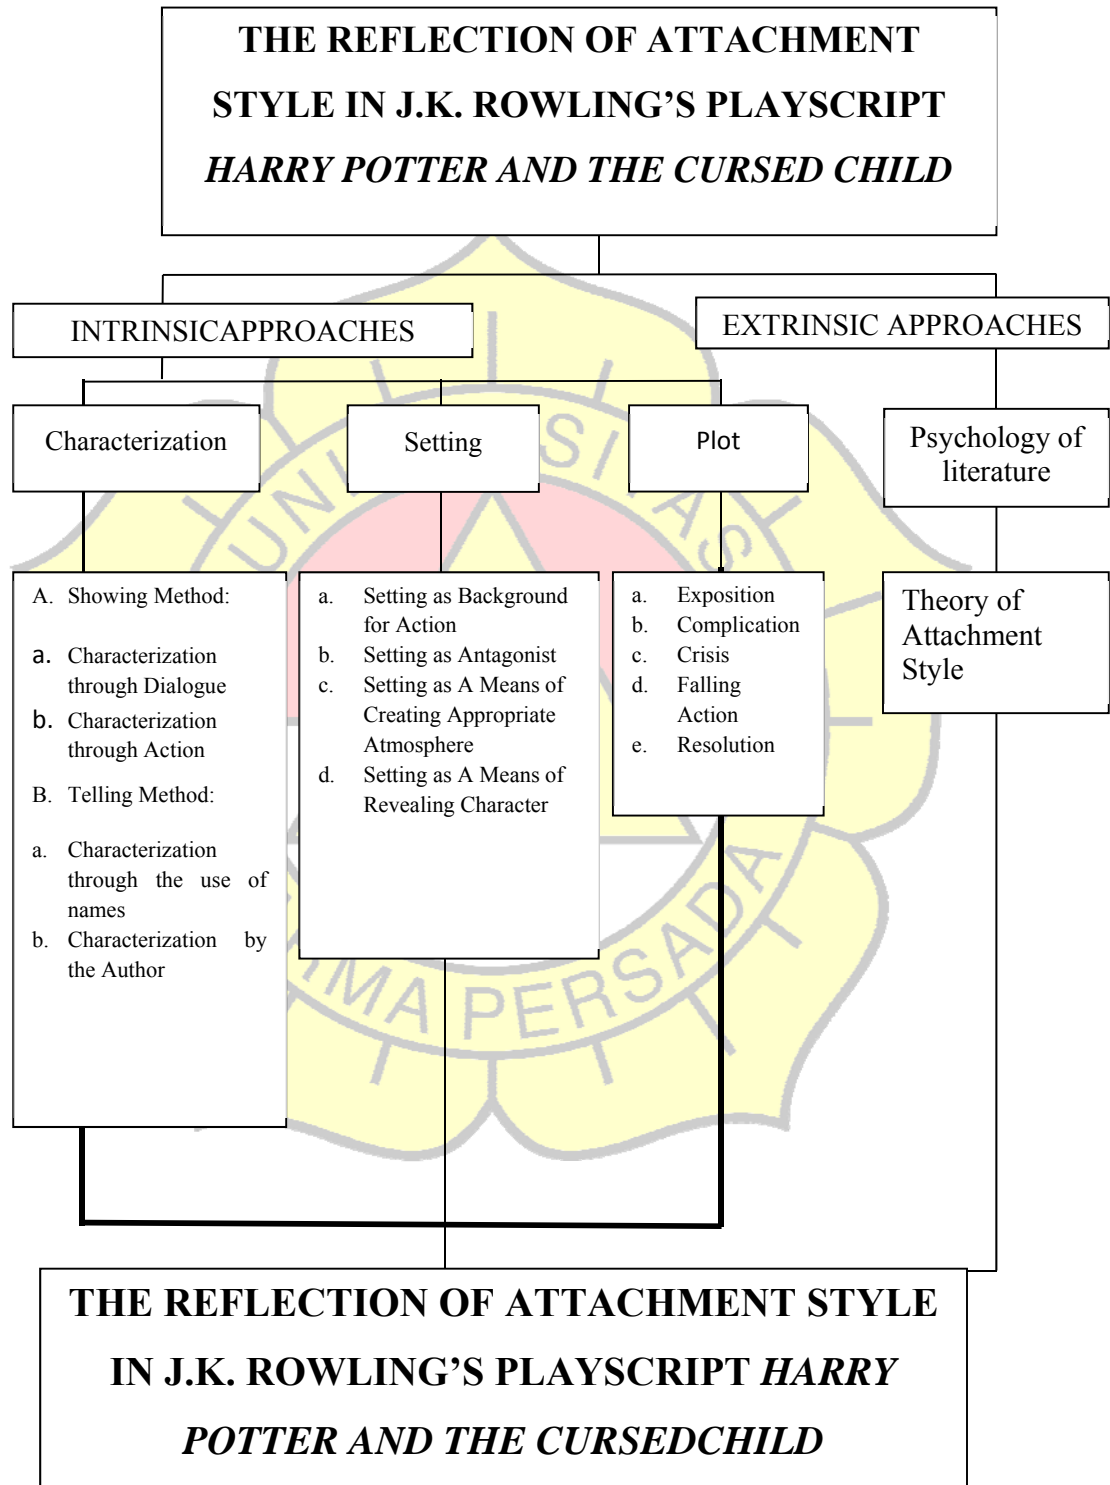 THE REFLECTION OF ATTACHMENT
STYLE IN J.K. ROWLING’S PLAYSCRIPT
HARRY POTTER AND THE CURSED CHILD
INTRINSICAPPROACHES
EXTRINSIC APPROACHES
Characterization
Setting
Plot
Psychology of
literature
A. Showing Method:
a. Characterization
through Dialogue
b. Characterization
through Action
B. Telling Method:
a. Characterization
through the use of
names
b. Characterization by
the Author
a. Setting as Background
for Action
b. Setting as Antagonist
c. Setting as A Means of
Creating Appropriate
Atmosphere
d. Setting as A Means of
Revealing Character
a. Exposition
b. Complication
c. Crisis
d. Falling
Action
e. Resolution
Theory of
Attachment
Style
THE REFLECTION OF ATTACHMENT STYLE
IN J.K. ROWLING’S PLAYSCRIPT HARRY
POTTER AND THE CURSEDCHILD
PERSADA